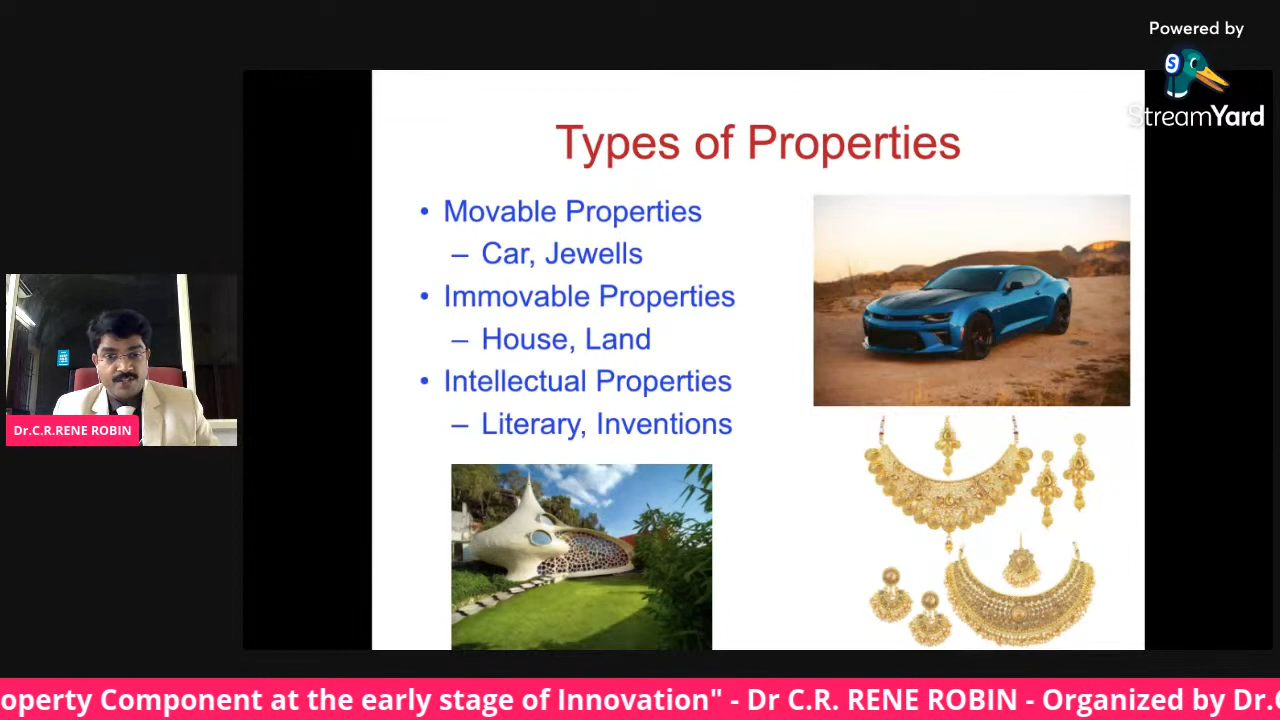 Powered by
StreamYard
Types of Properties
• Movable Properties
– Car, Jewells
• Immovable Properties
– House, Land
• Intellectual Properties
– Literary, Inventions
Dr.C.R.RENE ROBIN
operty Component at the early stage of Innovation" - Dr C.R. RENE ROBIN - Organized by Dr.